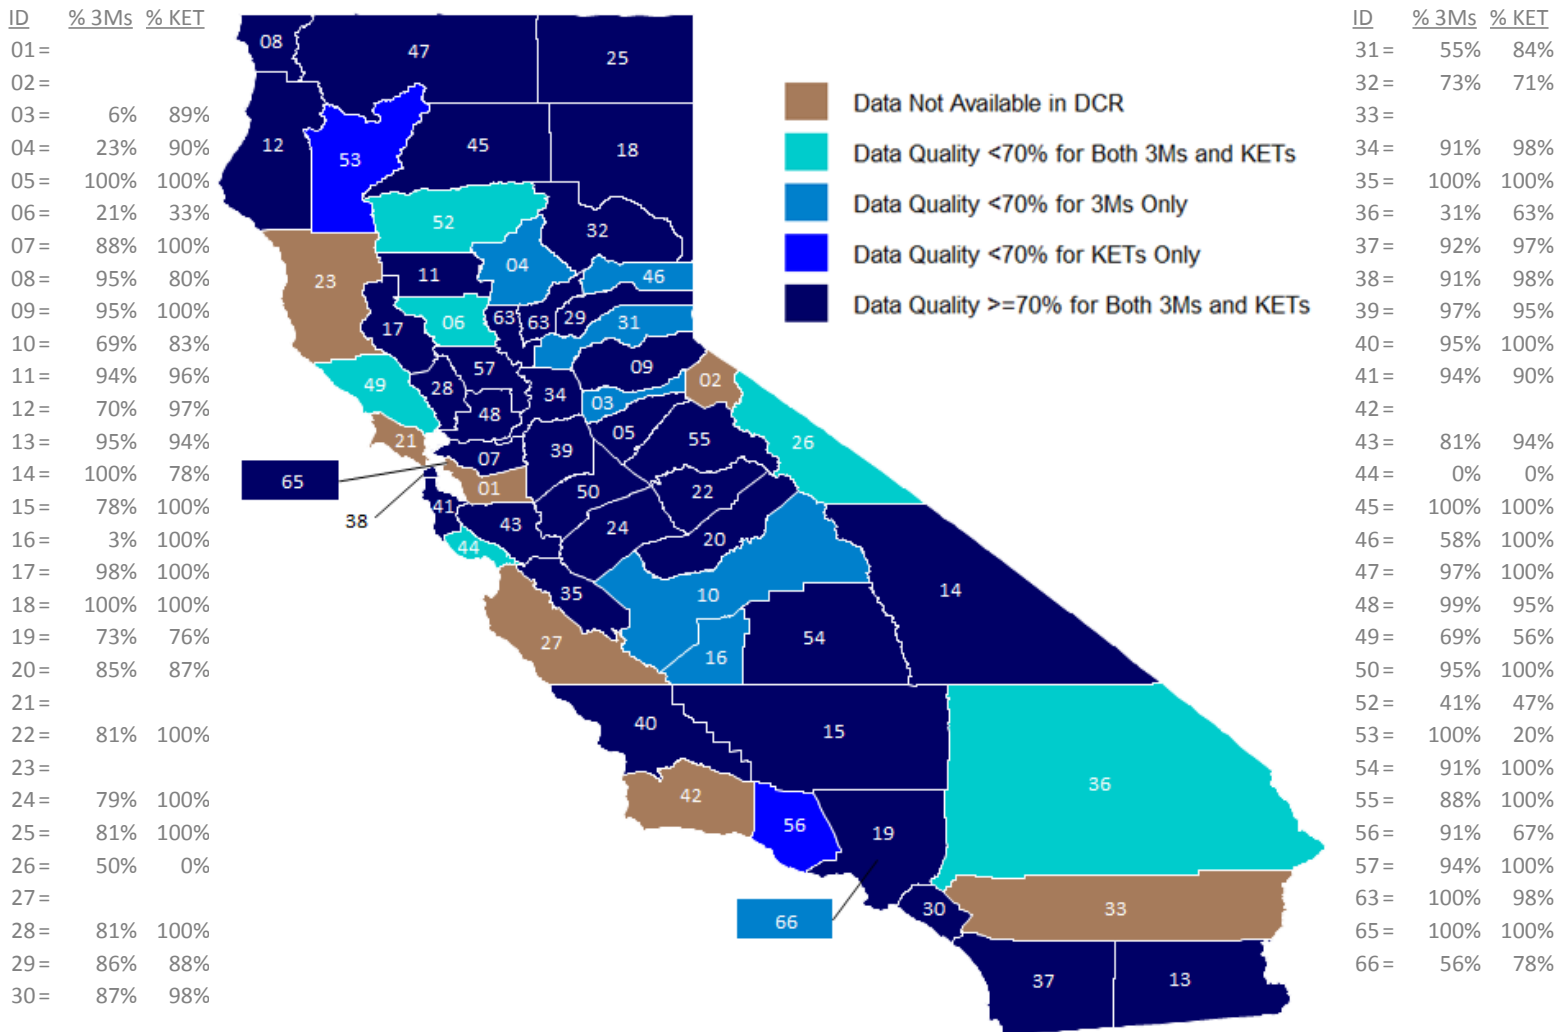 ID % 3Ms % KET
01 =
02 =
03 = 6% 89%
04 = 23% 90%
05 = 100% 100%
06 = 21% 33%
07 = 88% 100%
08 = 95% 80%
09 = 95% 100%
10 = 69% 83%
11 = 94% 96%
12 = 70% 97%
13 = 95% 94%
14 = 100% 78%
15 = 78% 100%
16 = 3% 100%
17 = 98% 100%
18 = 100% 100%
19 = 73% 76%
20 = 85% 87%
21 =
22 = 81% 100%
23 =
24 = 79% 100%
25 = 81% 100%
26 = 50% 0%
27 =
28 = 81% 100%
29 = 86% 88%
30 = 87% 98%
08
47
25
12
53
45
18
52
32
04
23
11
46
06
63
63
29
31
17
57
09
02
49
28
34
03
48
05
55
26
21
39
07
65
01
50
22
38
41
43
24
20
44
35
10
14
27
16
54
40
15
42
56
19
36
66
30
33
37
13
Data Not Available in DCR
Data Quality <70% for Both 3Ms and KETs
Data Quality <70% for 3Ms Only
Data Quality <70% for KETs Only
Data Quality >=70% for Both 3Ms and KETs
ID % 3Ms % KET
31 = 55% 84%
32 = 73% 71%
33 =
34 = 91% 98%
35 = 100% 100%
36 = 31% 63%
37 = 92% 97%
38 = 91% 98%
39 = 97% 95%
40 = 95% 100%
41 = 94% 90%
42 =
43 = 81% 94%
44 = 0% 0%
45 = 100% 100%
46 = 58% 100%
47 = 97% 100%
48 = 99% 95%
49 = 69% 56%
50 = 95% 100%
52 = 41% 47%
53 = 100% 20%
54 = 91% 100%
55 = 88% 100%
56 = 91% 67%
57 = 94% 100%
63 = 100% 98%
65 = 100% 100%
66 = 56% 78%